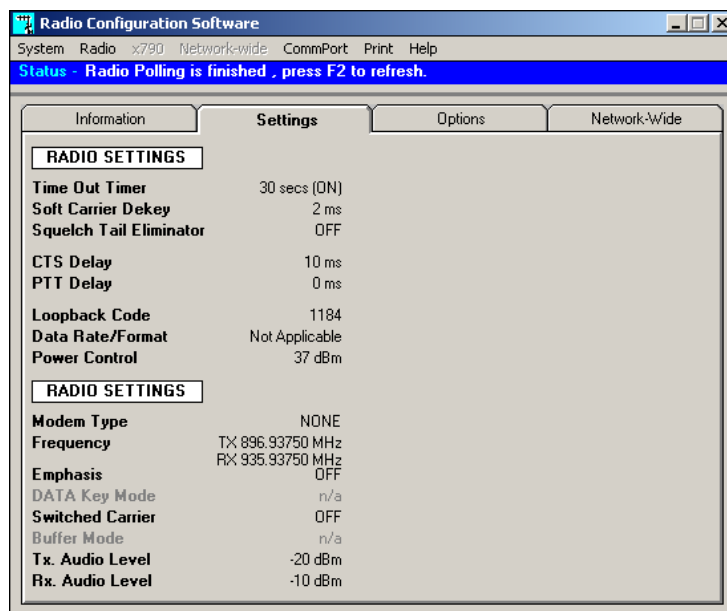 Radio Configuration Software
System Radio x790 Network-wide CommPort Print Help
Status - Radio Polling is finished , press F2 to refresh.
Information Settings Options Network-Wide
RADIO SETTINGS
Time Out Timer 30 secs (ON)
Soft Carrier Dekey 2 ms
Squelch Tail Eliminator OFF
CTS Delay 10 ms
PTT Delay 0 ms
Loopback Code 1184
Data Rate/Format Not Applicable
Power Control 37 dBm
RADIO SETTINGS
Modem Type NONE
Frequency TX 896.93750 MHz
RX 935.93750 MHz
Emphasis OFF
DATA Key Mode n/a
Switched Carrier OFF
Buffer Mode n/a
Tx. Audio Level -20 dBm
Rx. Audio Level -10 dBm